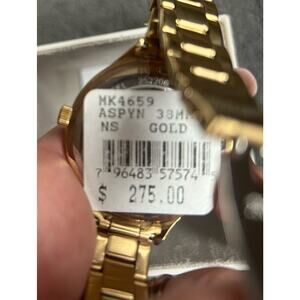 MK4659
ASPYN 38MM
NS GOLD
7 96483 57574
$ 275.00